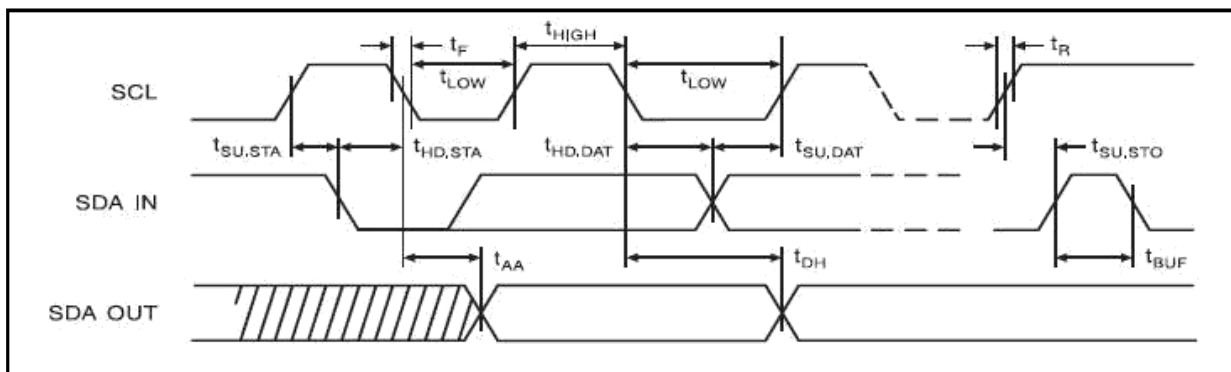 tF
tHIGH
tLOW
tLOW
tR
SCL
tSU,STA
tHD,STA
tHD,DAT
tSU,DAT
tSU,STO
SDA IN
tAA
tDH
tBUF
SDA OUT